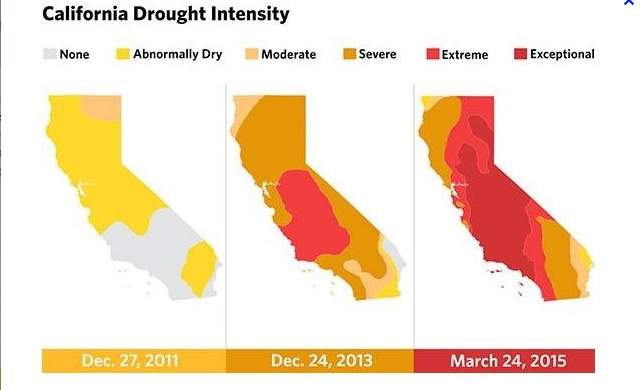 California Drought Intensity
None Abnormally Dry Moderate Severe Extreme Exceptional
Dec. 27, 2011 Dec. 24, 2013 March 24, 2015